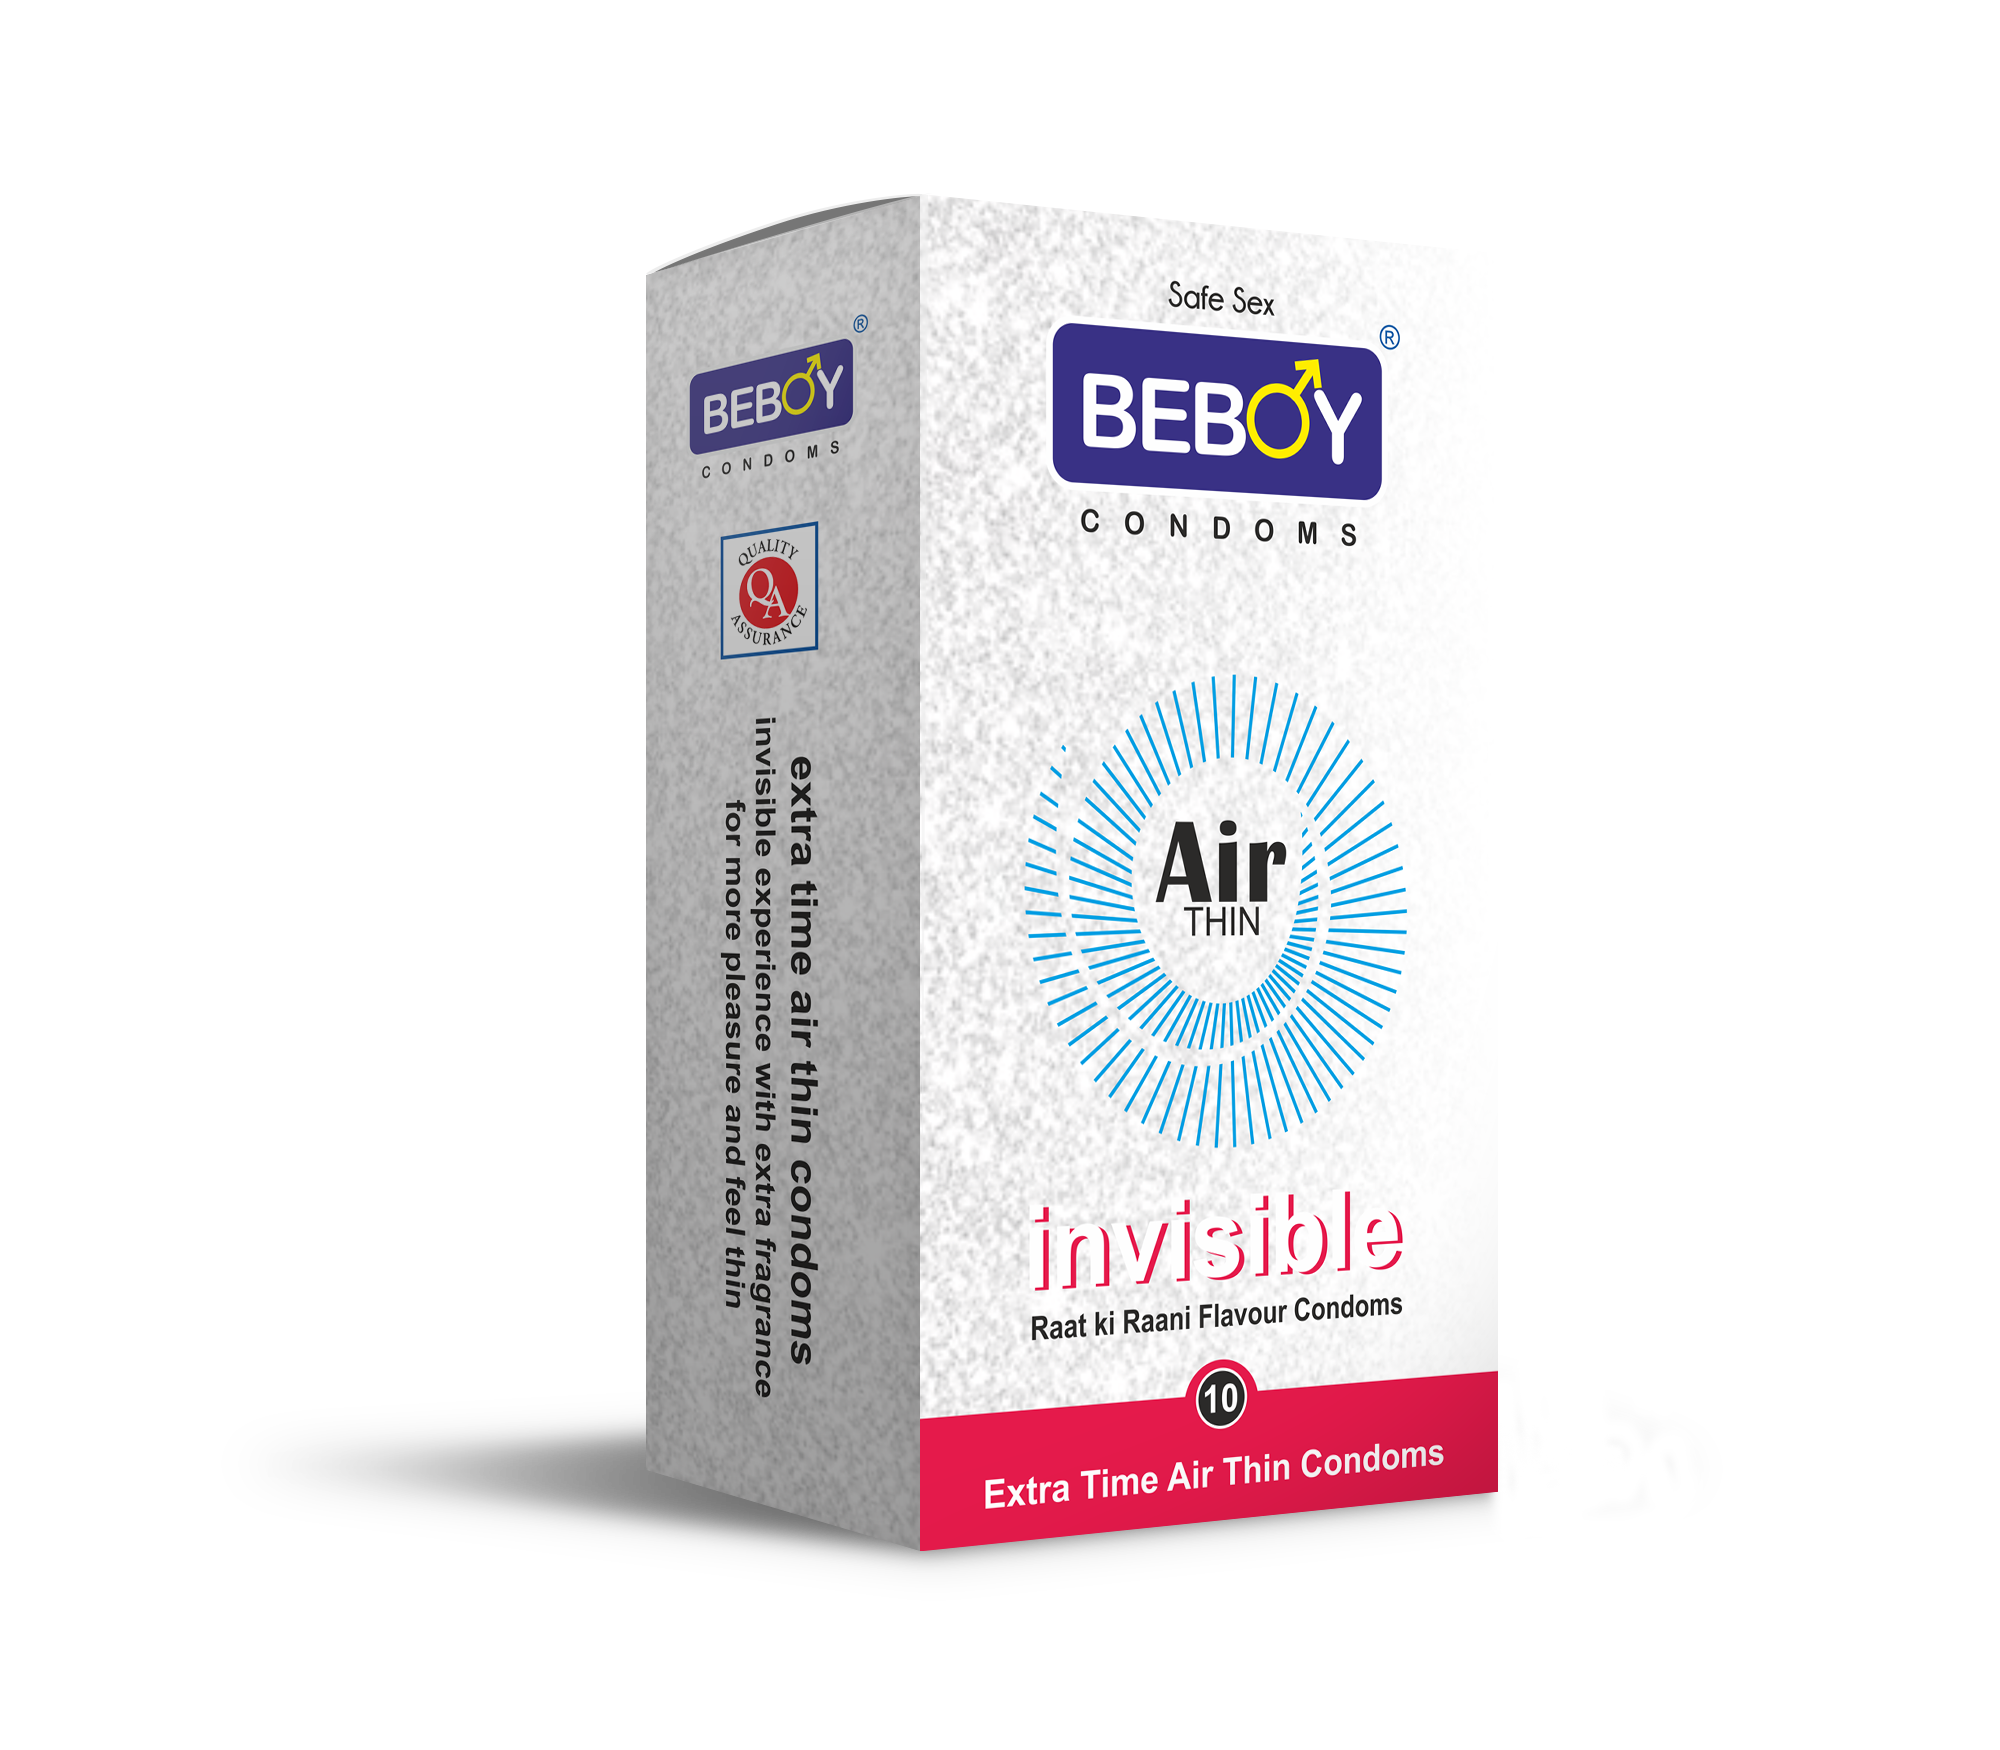 BEBOY®
CONDOMS
QUALITY
QA
ASSURANCE
extra time air thin condoms
invisible experience with extra fragrance
for more pleasure and feel thin
Safe Sex
BEBOY®
CONDOMS
Air
THIN
invisible
Raat ki Raani Flavour Condoms
10
Extra Time Air Thin Condoms